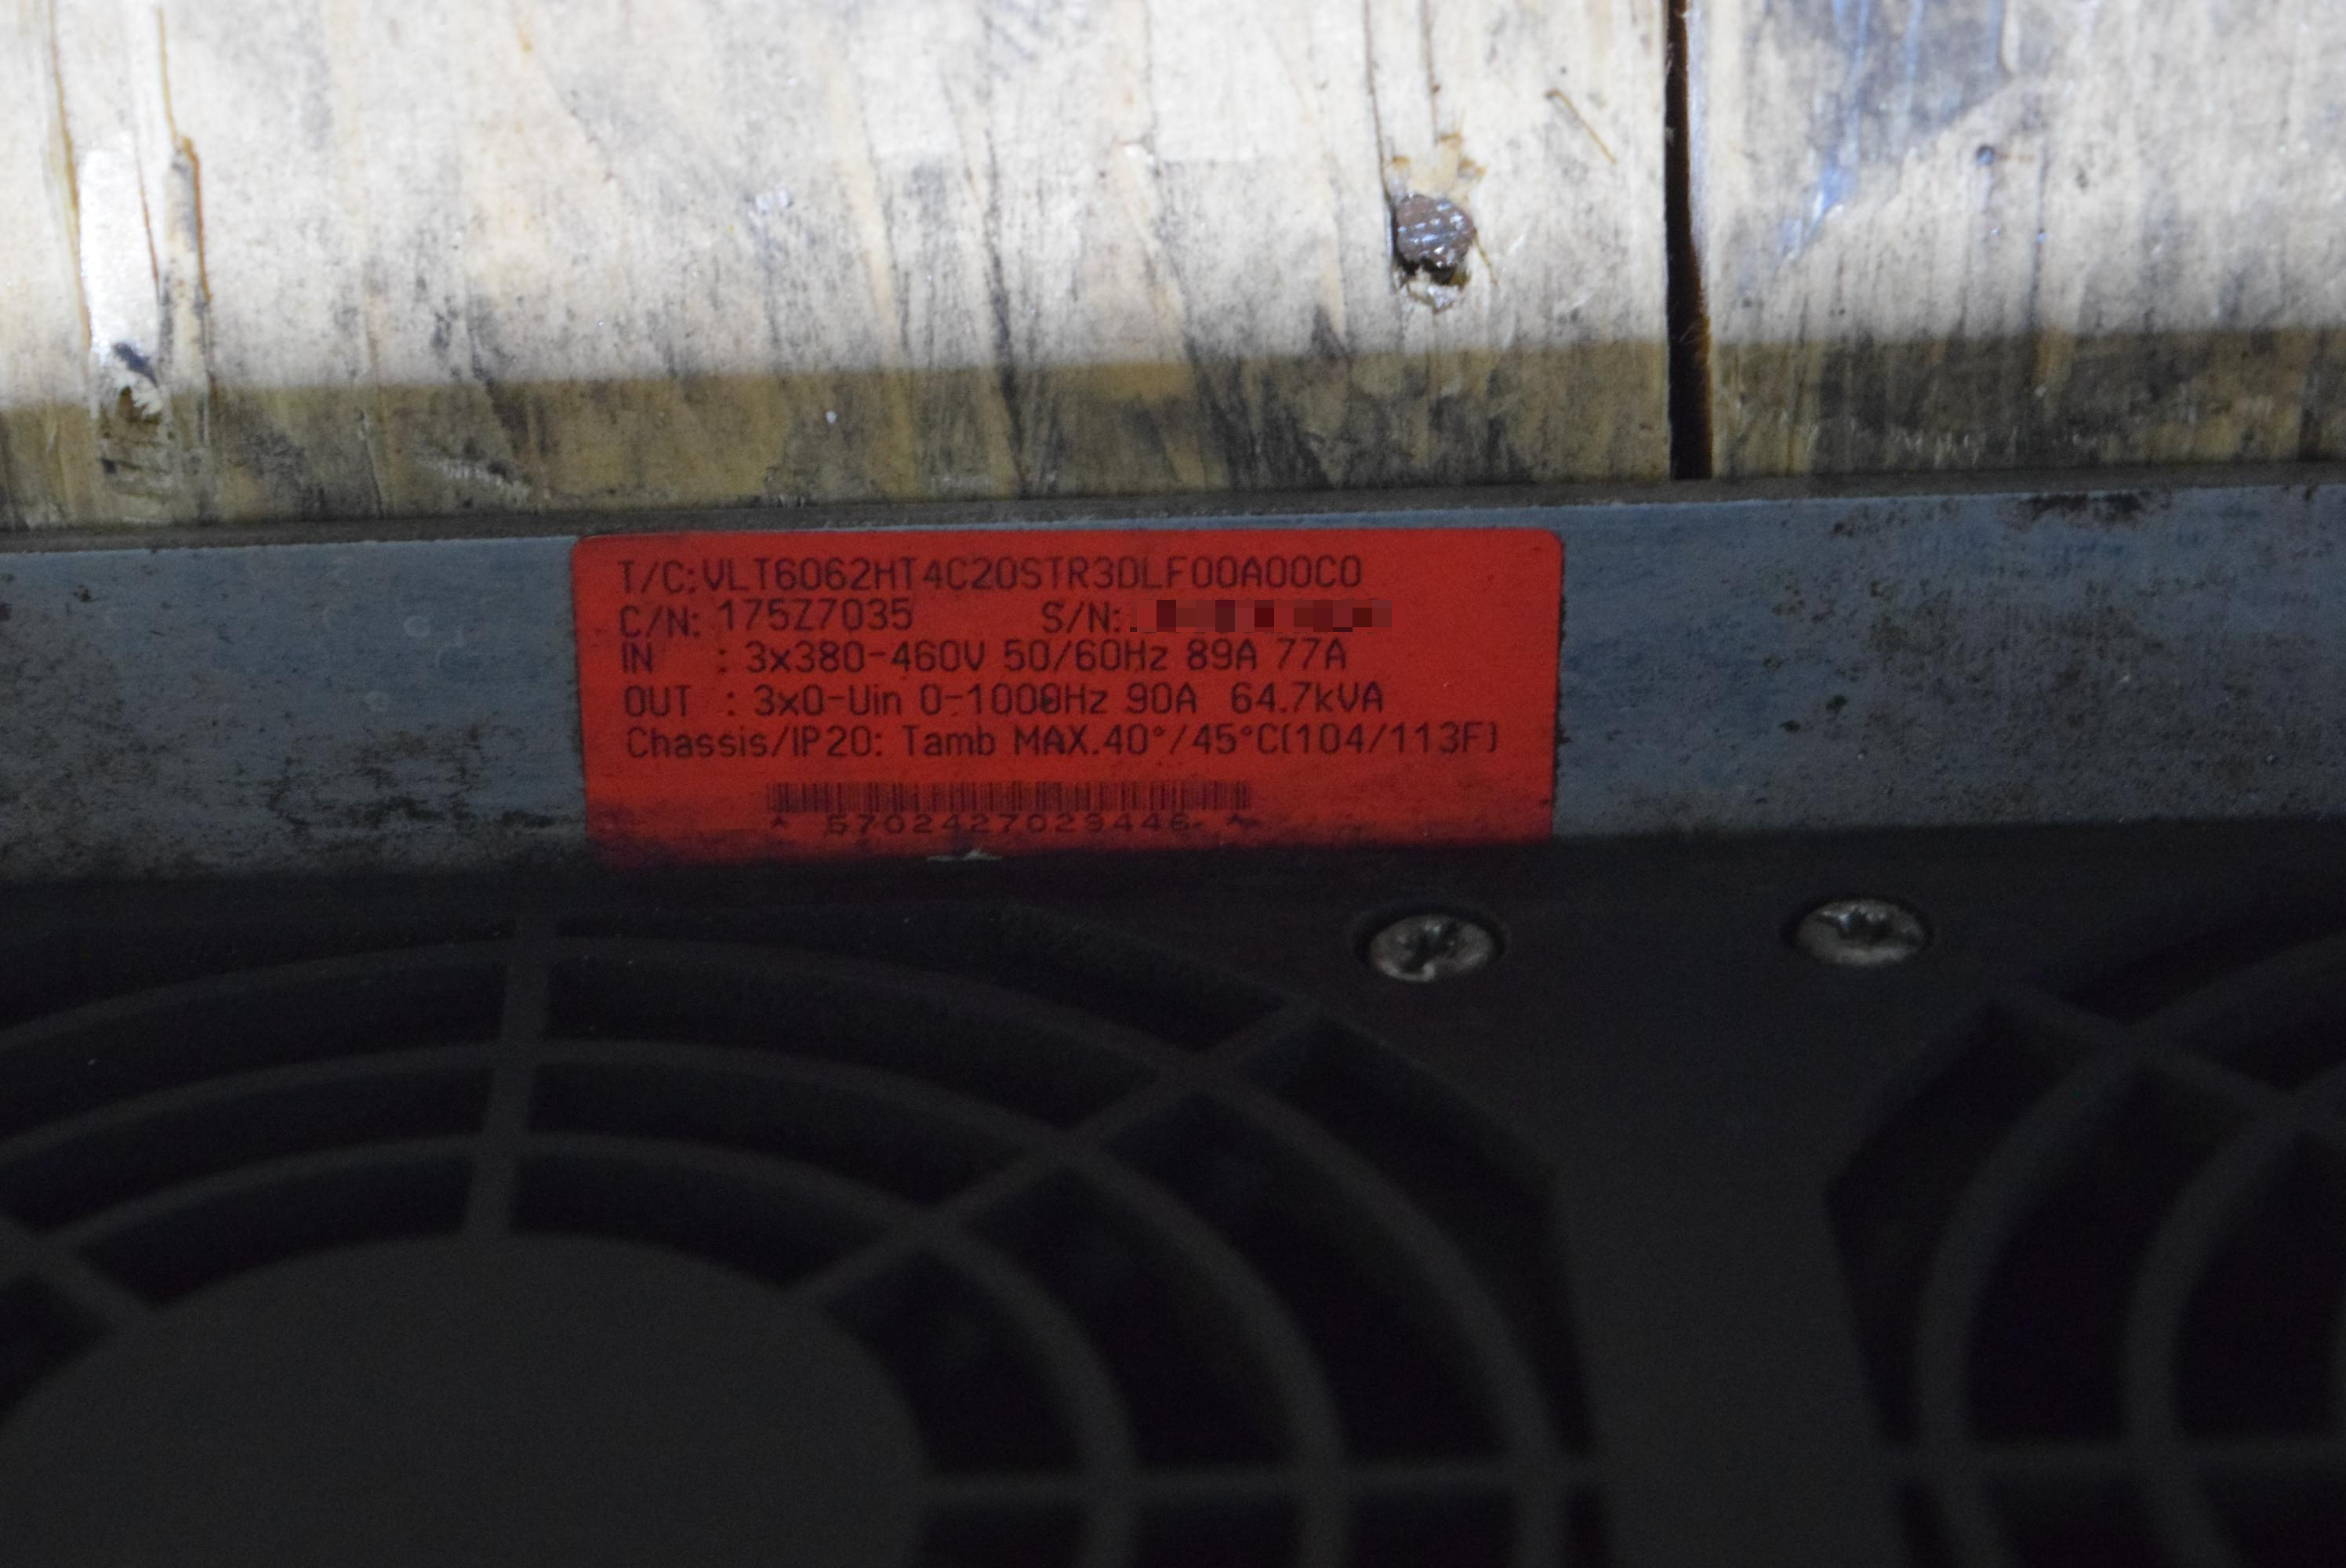 T/C:VLT6062HT4C20STR3DLF00A00C0
C/N: 175Z7035 S/N:
IN : 3x380-460V 50/60Hz 89A 77A
OUT : 3x0-Uin 0-1000Hz 90A 64.7kVA
Chassis/IP20: Tamb MAX.40°/45°C(104/113F)
* 5702427029446 *